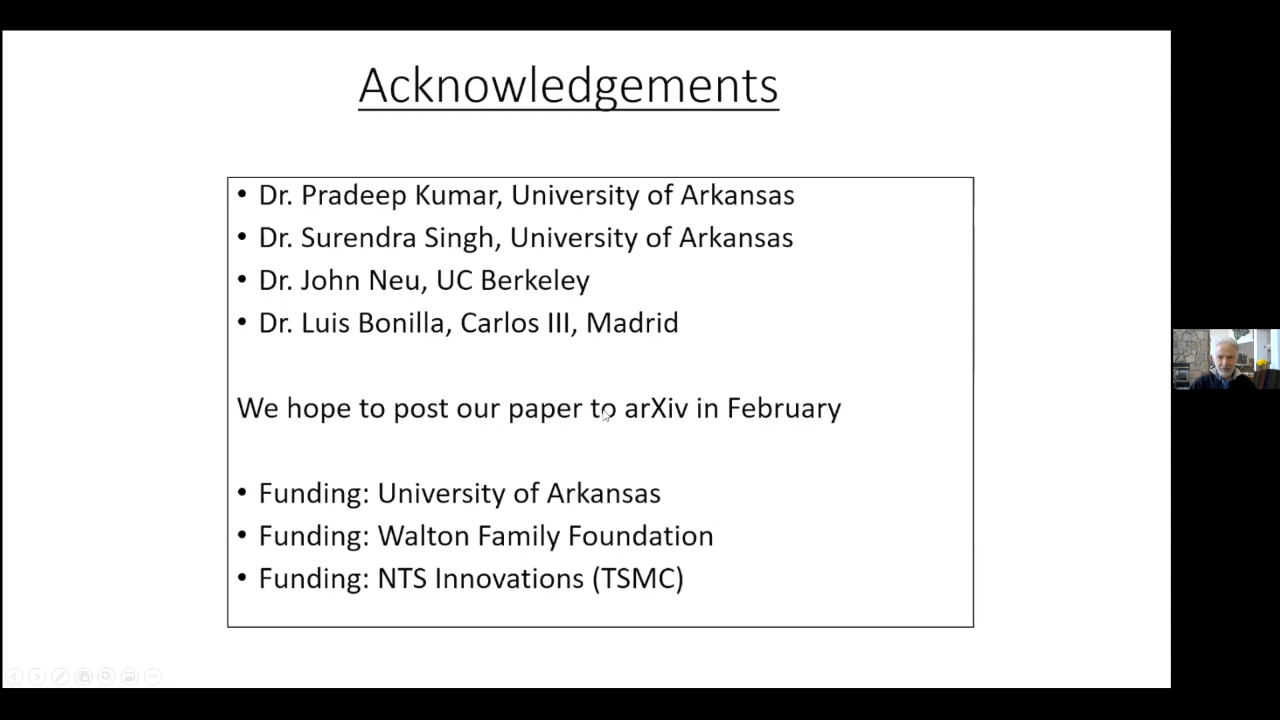 Acknowledgements
• Dr. Pradeep Kumar, University of Arkansas
• Dr. Surendra Singh, University of Arkansas
• Dr. John Neu, UC Berkeley
• Dr. Luis Bonilla, Carlos III, Madrid
We hope to post our paper to arXiv in February
• Funding: University of Arkansas
• Funding: Walton Family Foundation
• Funding: NTS Innovations (TSMC)